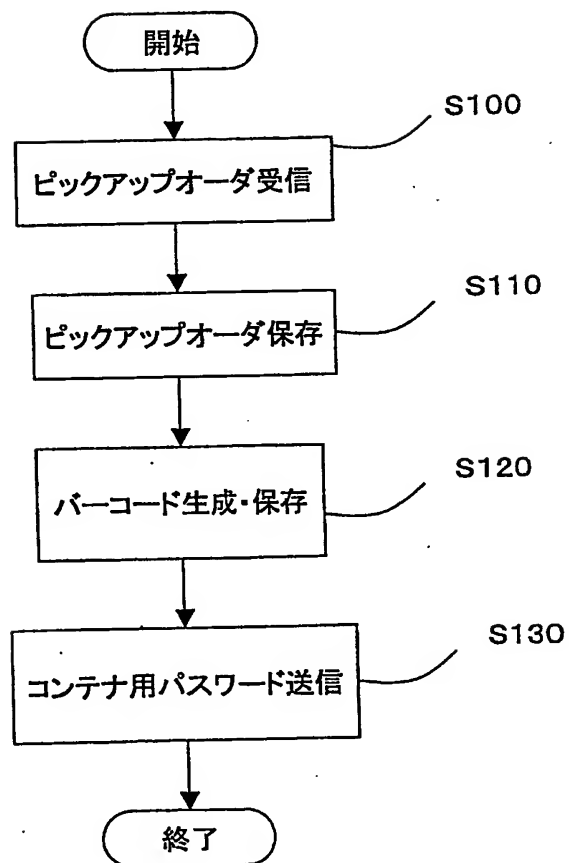 開始
S100
ピックアップオーダ受信
S110
ピックアップオーダ保存
S120
バーコード生成・保存
S130
コンテナ用パスワード送信
終了